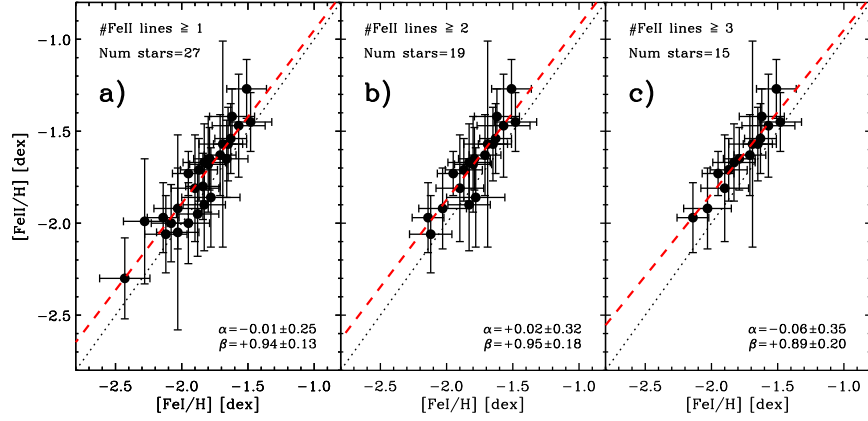 #FeII lines ≥ 1
Num stars=27
a)
α=−0.01±0.25
β=+0.94±0.13
#FeII lines ≥ 2
Num stars=19
b)
α=+0.02±0.32
β=+0.95±0.18
#FeII lines ≥ 3
Num stars=15
c)
α=−0.06±0.35
β=+0.89±0.20
[FeII/H] [dex]
−1.0
−1.5
−2.0
−2.5
−2.5 −2.0 −1.5 −1.0
−2.5 −2.0 −1.5 −1.0
−2.5 −2.0 −1.5 −1.0
[FeI/H] [dex]
[FeI/H] [dex]
[FeI/H] [dex]